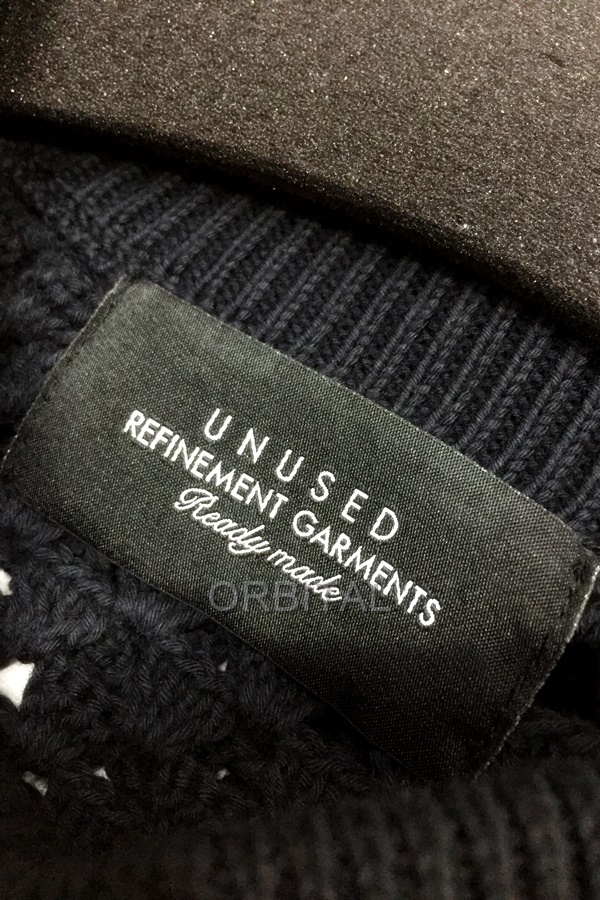 UNUSED
REFINEMENT GARMENTS
Ready made
ORBITAL